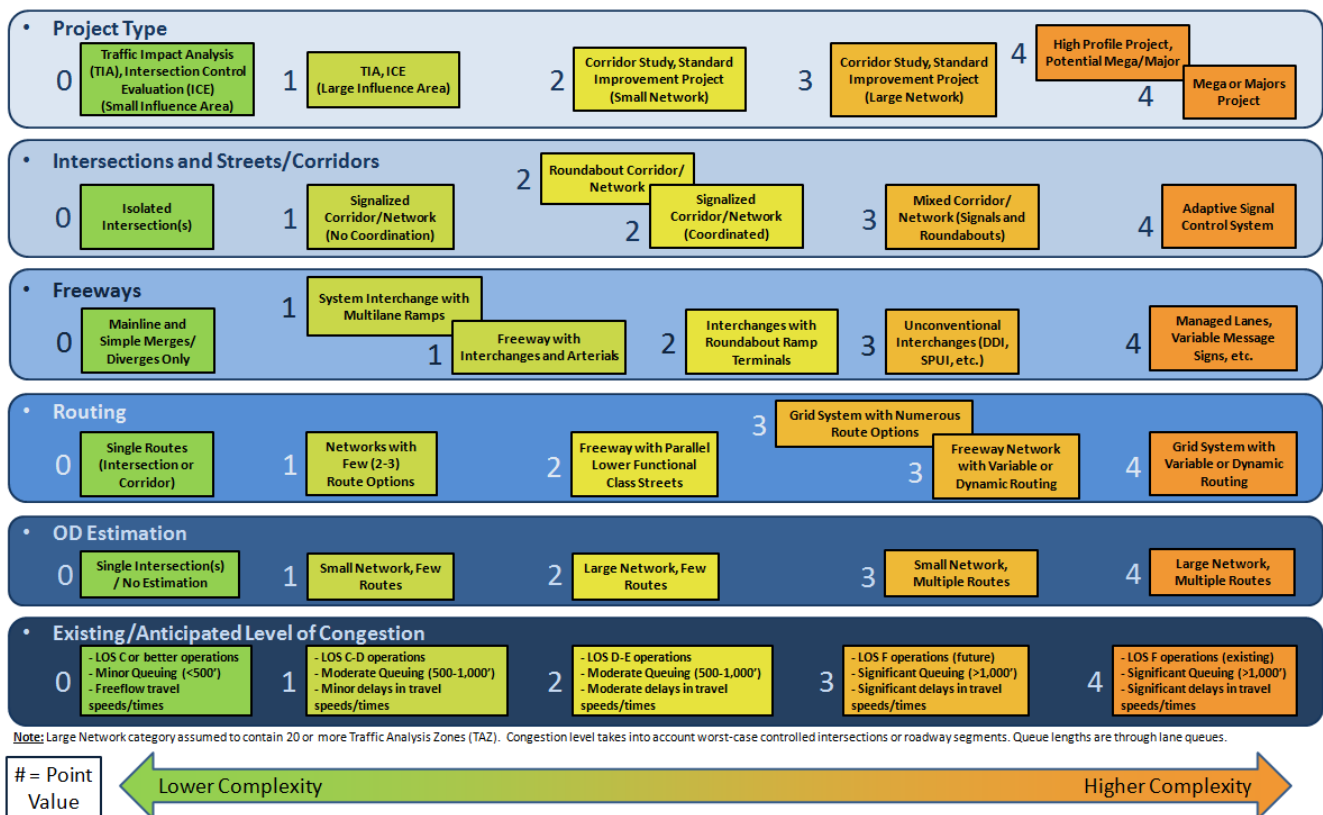 • Project Type
0
Traffic Impact Analysis
(TIA), Intersection Control
Evaluation (ICE)
(Small Influence Area)
1
TIA, ICE
(Large Influence Area)
2
Corridor Study, Standard
Improvement Project
(Small Network)
3
Corridor Study, Standard
Improvement Project
(Large Network)
4
High Profile Project,
Potential Mega/Major
4
Mega or Majors
Project
• Intersections and Streets/Corridors
0
Isolated
Intersection(s)
1
Signalized
Corridor/Network
(No Coordination)
2
Roundabout Corridor/
Network
2
Signalized
Corridor/Network
(Coordinated)
3
Mixed Corridor/
Network (Signals and
Roundabouts)
4
Adaptive Signal
Control System
• Freeways
0
Mainline and
Simple Merges/
Diverges Only
1
System Interchange with
Multilane Ramps
1
Freeway with
Interchanges and Arterials
2
Interchanges with
Roundabout Ramp
Terminals
3
Unconventional
Interchanges (DDI,
SPUI, etc.)
4
Managed Lanes,
Variable Message
Signs, etc.
• Routing
0
Single Routes
(Intersection or
Corridor)
1
Networks with
Few (2-3)
Route Options
2
Freeway with Parallel
Lower Functional
Class Streets
3
Grid System with Numerous
Route Options
3
Freeway Network
with Variable or
Dynamic Routing
4
Grid System with
Variable or Dynamic
Routing
• OD Estimation
0
Single Intersection(s)
/ No Estimation
1
Small Network, Few
Routes
2
Large Network, Few
Routes
3
Small Network,
Multiple Routes
4
Large Network,
Multiple Routes
• Existing/Anticipated Level of Congestion
0
- LOS C or better operations
- Minor Queuing (<500’)
- Freeflow travel
speeds/times
1
- LOS C-D operations
- Moderate Queuing (500-1,000’)
- Minor delays in travel
speeds/times
2
- LOS D-E operations
- Moderate Queuing (500-1,000’)
- Moderate delays in travel
speeds/times
3
- LOS F operations (future)
- Significant Queuing (>1,000’)
- Significant delays in travel
speeds/times
4
- LOS F operations (existing)
- Significant Queuing (>1,000’)
- Significant delays in travel
speeds/times
Note: Large Network category assumed to contain 20 or more Traffic Analysis Zones (TAZ). Congestion level takes into account worst-case controlled intersections or roadway segments. Queue lengths are through lane queues.
# = Point
Value
Lower Complexity
Higher Complexity